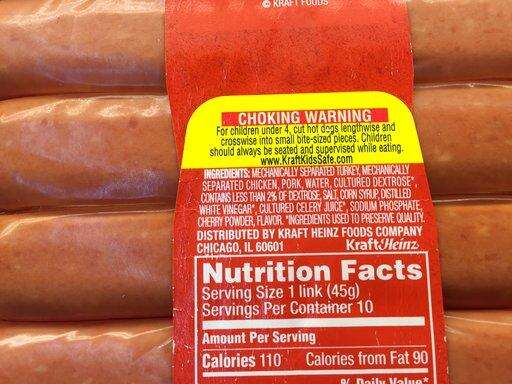 © KRAFT FOODS
CHOKING WARNING
For children under 4, cut hot dogs lengthwise and
crosswise into small bite-sized pieces. Children
should always be seated and supervised while eating.
www.KraftKidsSafe.com
INGREDIENTS: MECHANICALLY SEPARATED TURKEY, MECHANICALLY
SEPARATED CHICKEN, PORK, WATER, CULTURED DEXTROSE*,
CONTAINS LESS THAN 2% OF DEXTROSE, SALT, CORN SYRUP, DISTILLED
WHITE VINEGAR*, CULTURED CELERY JUICE*, SODIUM PHOSPHATE,
CHERRY POWDER, FLAVOR. *INGREDIENTS USED TO PRESERVE QUALITY.
DISTRIBUTED BY KRAFT HEINZ FOODS COMPANY
CHICAGO, IL 60601 KraftHeinz
Nutrition Facts
Serving Size 1 link (45g)
Servings Per Container 10
Amount Per Serving
Calories 110 Calories from Fat 90
% Daily Value*